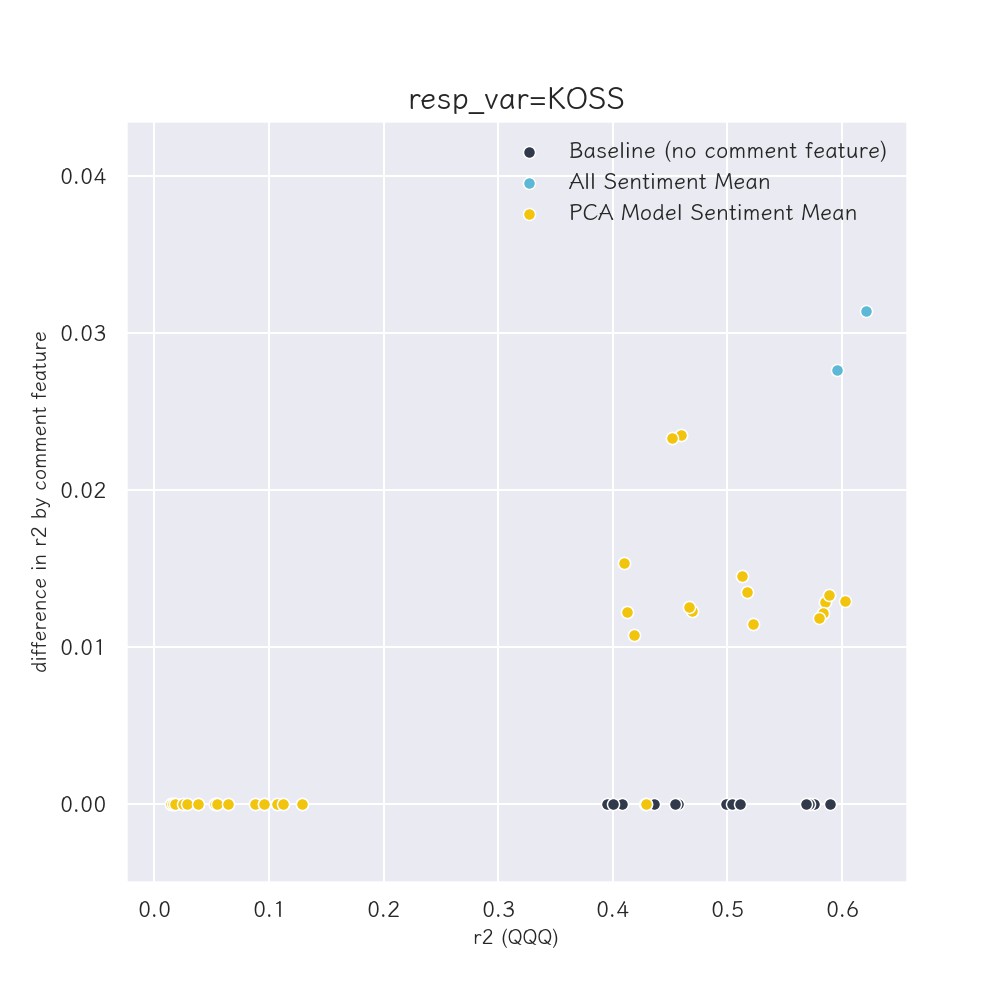 resp_var=KOSS
Baseline (no comment feature)
All Sentiment Mean
PCA Model Sentiment Mean
0.04
0.03
0.02
0.01
0.00
difference in r2 by comment feature
0.0 0.1 0.2 0.3 0.4 0.5 0.6
r2 (QQQ)